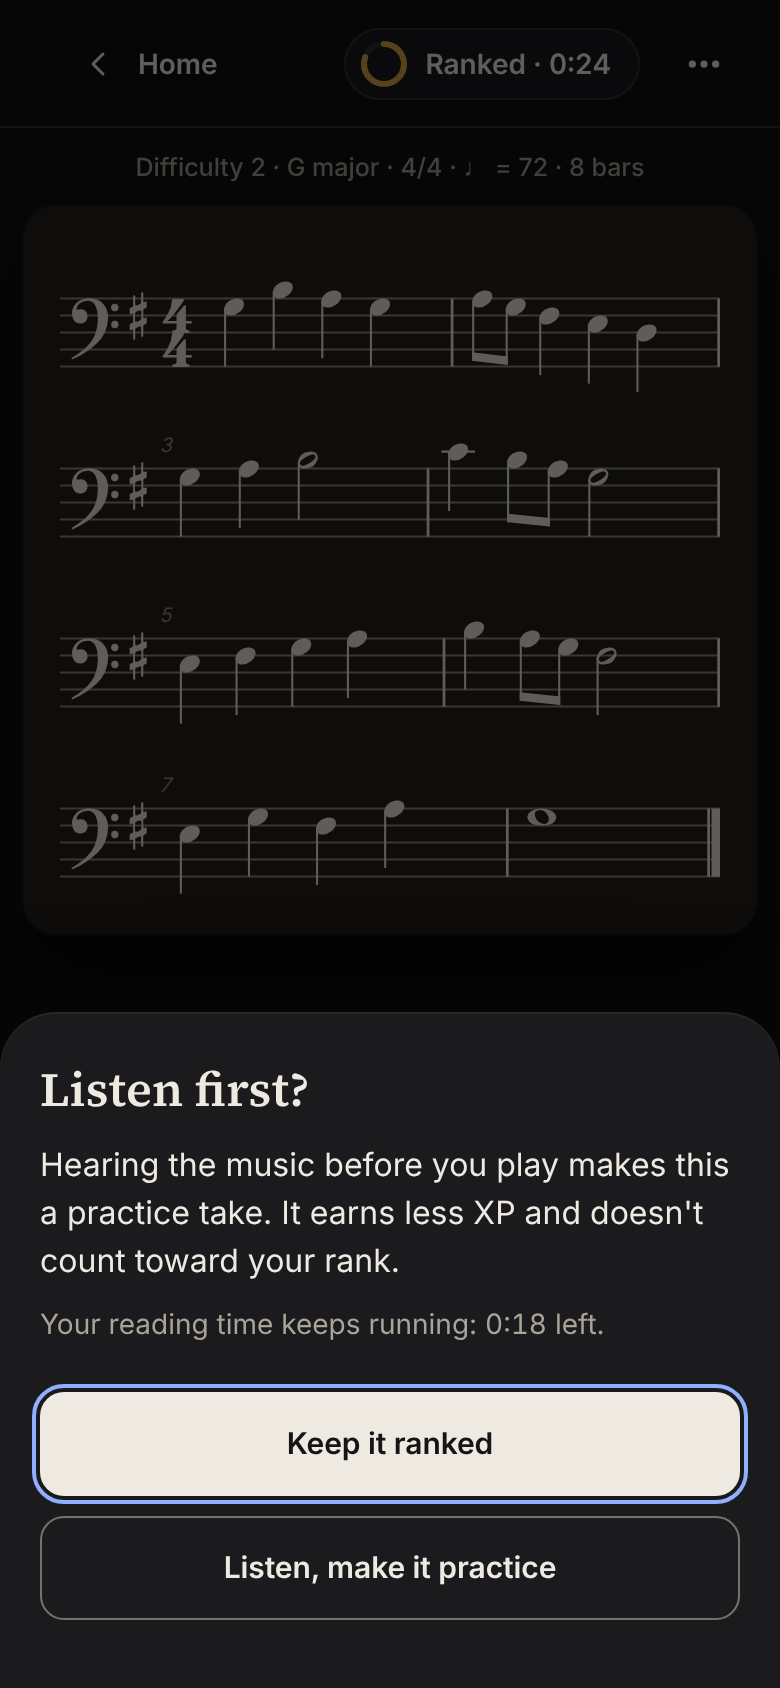 Home
Ranked · 0:24
Difficulty 2 · G major · 4/4 · ♩ = 72 · 8 bars
4
4
3
5
7
Listen first?
Hearing the music before you play makes this
a practice take. It earns less XP and doesn't
count toward your rank.
Your reading time keeps running: 0:18 left.
Keep it ranked
Listen, make it practice